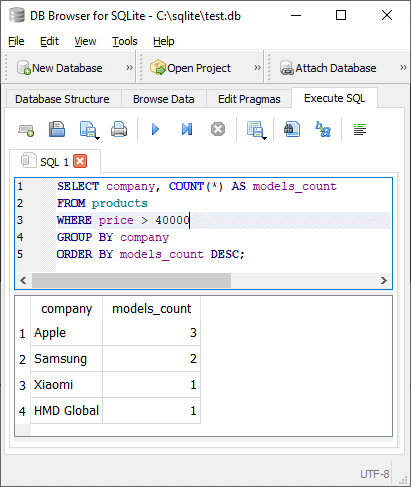 DB Browser for SQLite - C:\sqlite\test.db
File Edit View Tools Help
New Database Open Project Attach Database
Database Structure Browse Data Edit Pragmas Execute SQL
SQL 1
1 SELECT company, COUNT(*) AS models_count
2 FROM products
3 WHERE price > 40000
4 GROUP BY company
5 ORDER BY models_count DESC;
company models_count
1 Apple 3
2 Samsung 2
3 Xiaomi 1
4 HMD Global 1
UTF-8